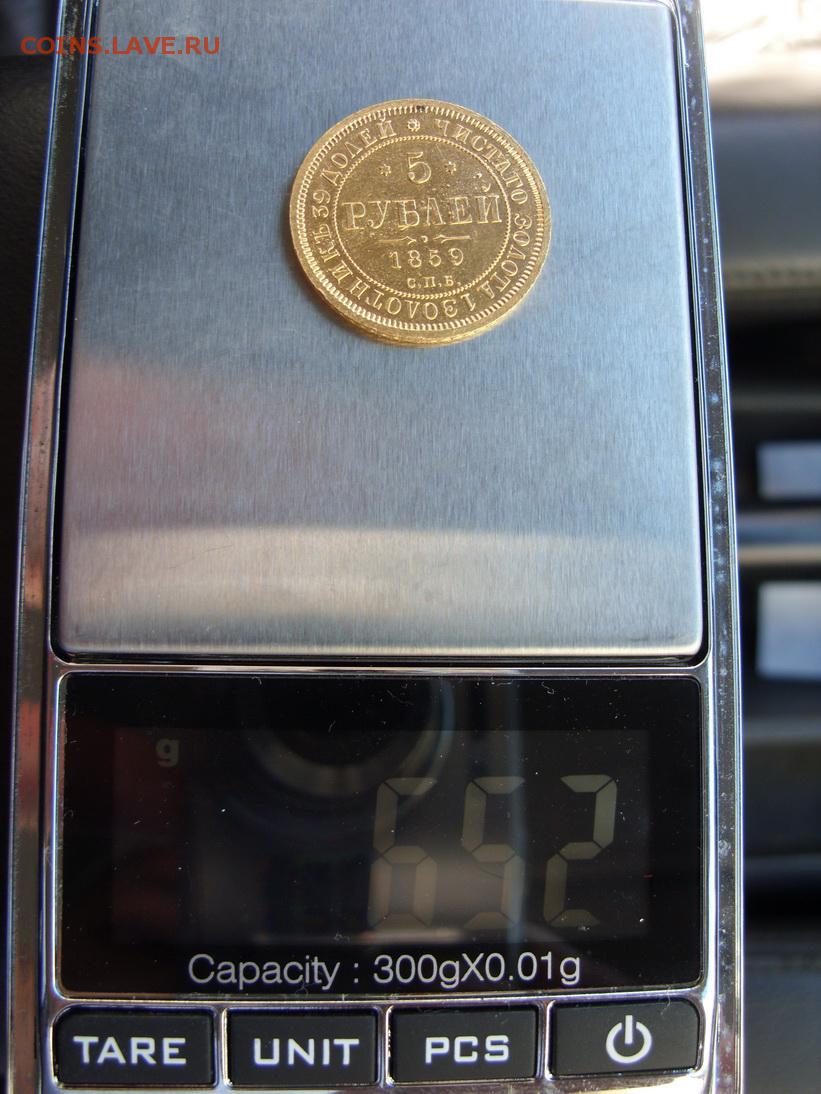 COINS.LAVE.RU
ЧИСТАГО ЗОЛОТА 1 ЗОЛОТНИКЪ 39 ДОЛЕЙ
5
РУБЛЕЙ
1859
С.П.Б.
g
6.52
Capacity : 300gX0.01g
TARE UNIT PCS